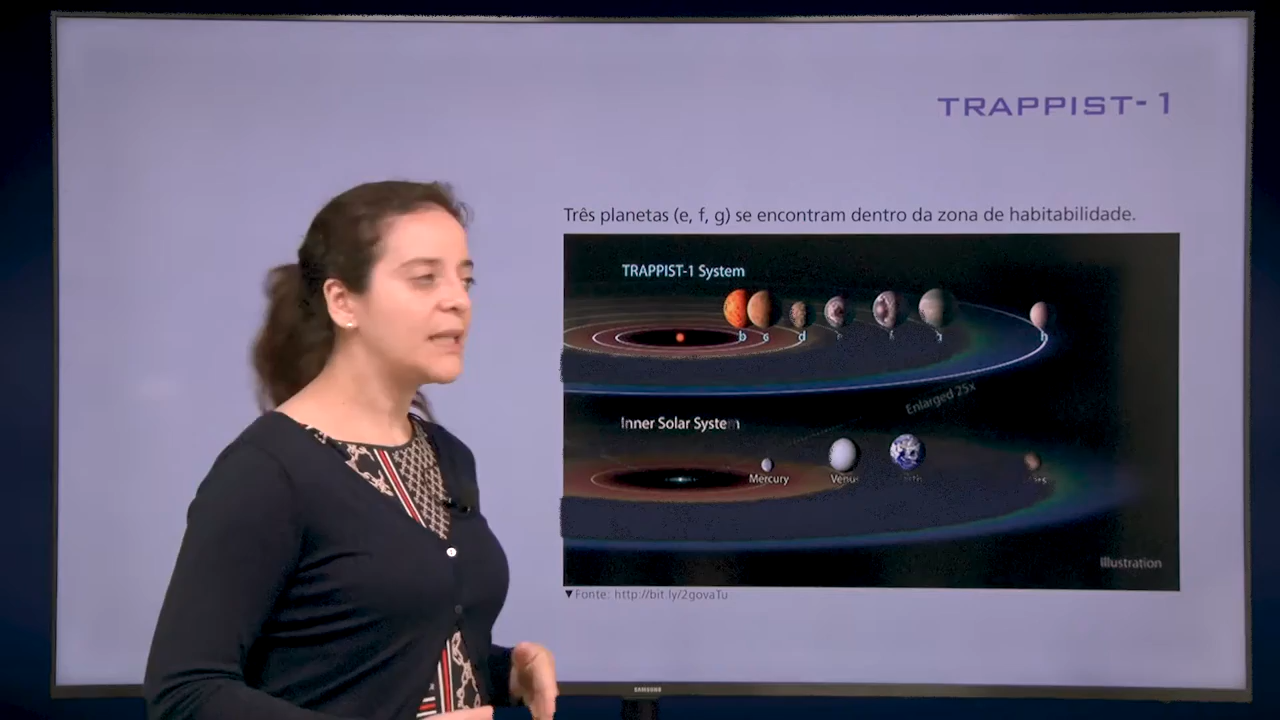 TRAPPIST-1
Três planetas (e, f, g) se encontram dentro da zona de habitabilidade.
TRAPPIST-1 System
b c d
h
Enlarged 25x
Inner Solar System
Mercury
Venus
Illustration
▼Fonte: http://bit.ly/2govaTu
SAMSUNG